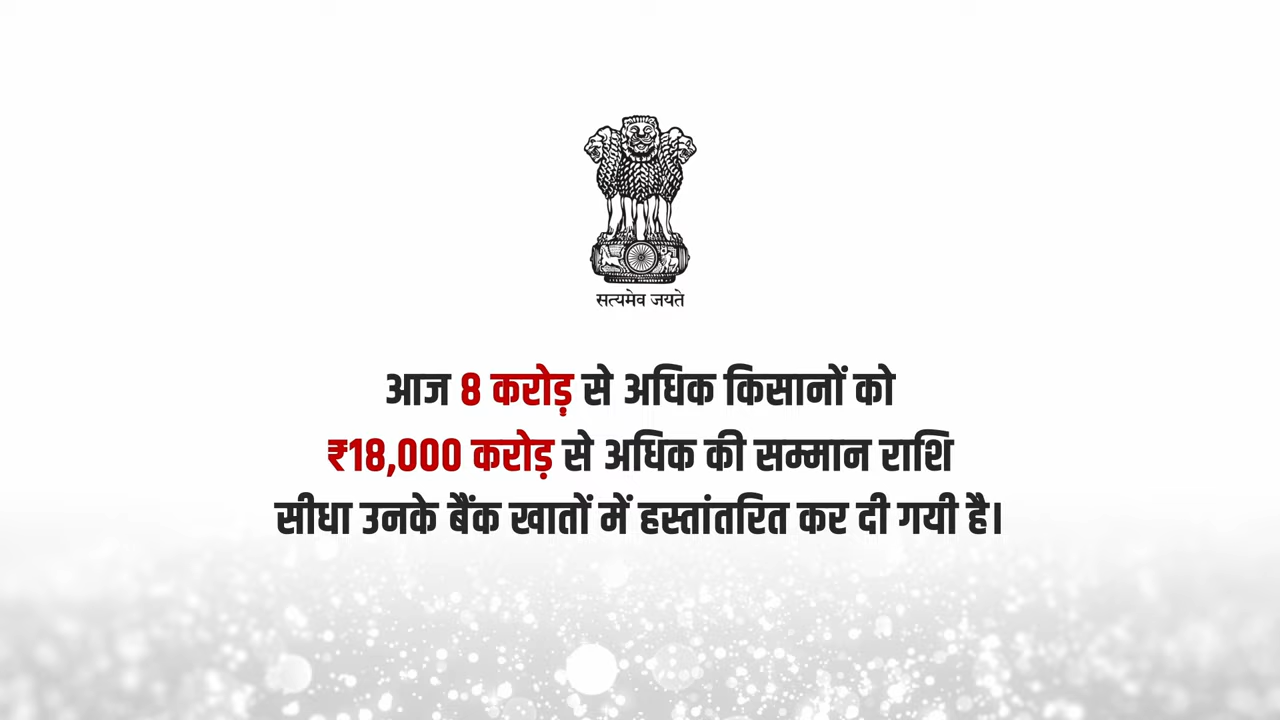 सत्यमेव जयते
आज 8 करोड़ से अधिक किसानों को
₹18,000 करोड़ से अधिक की सम्मान राशि
सीधा उनके बैंक खातों में हस्तांतरित कर दी गयी है।